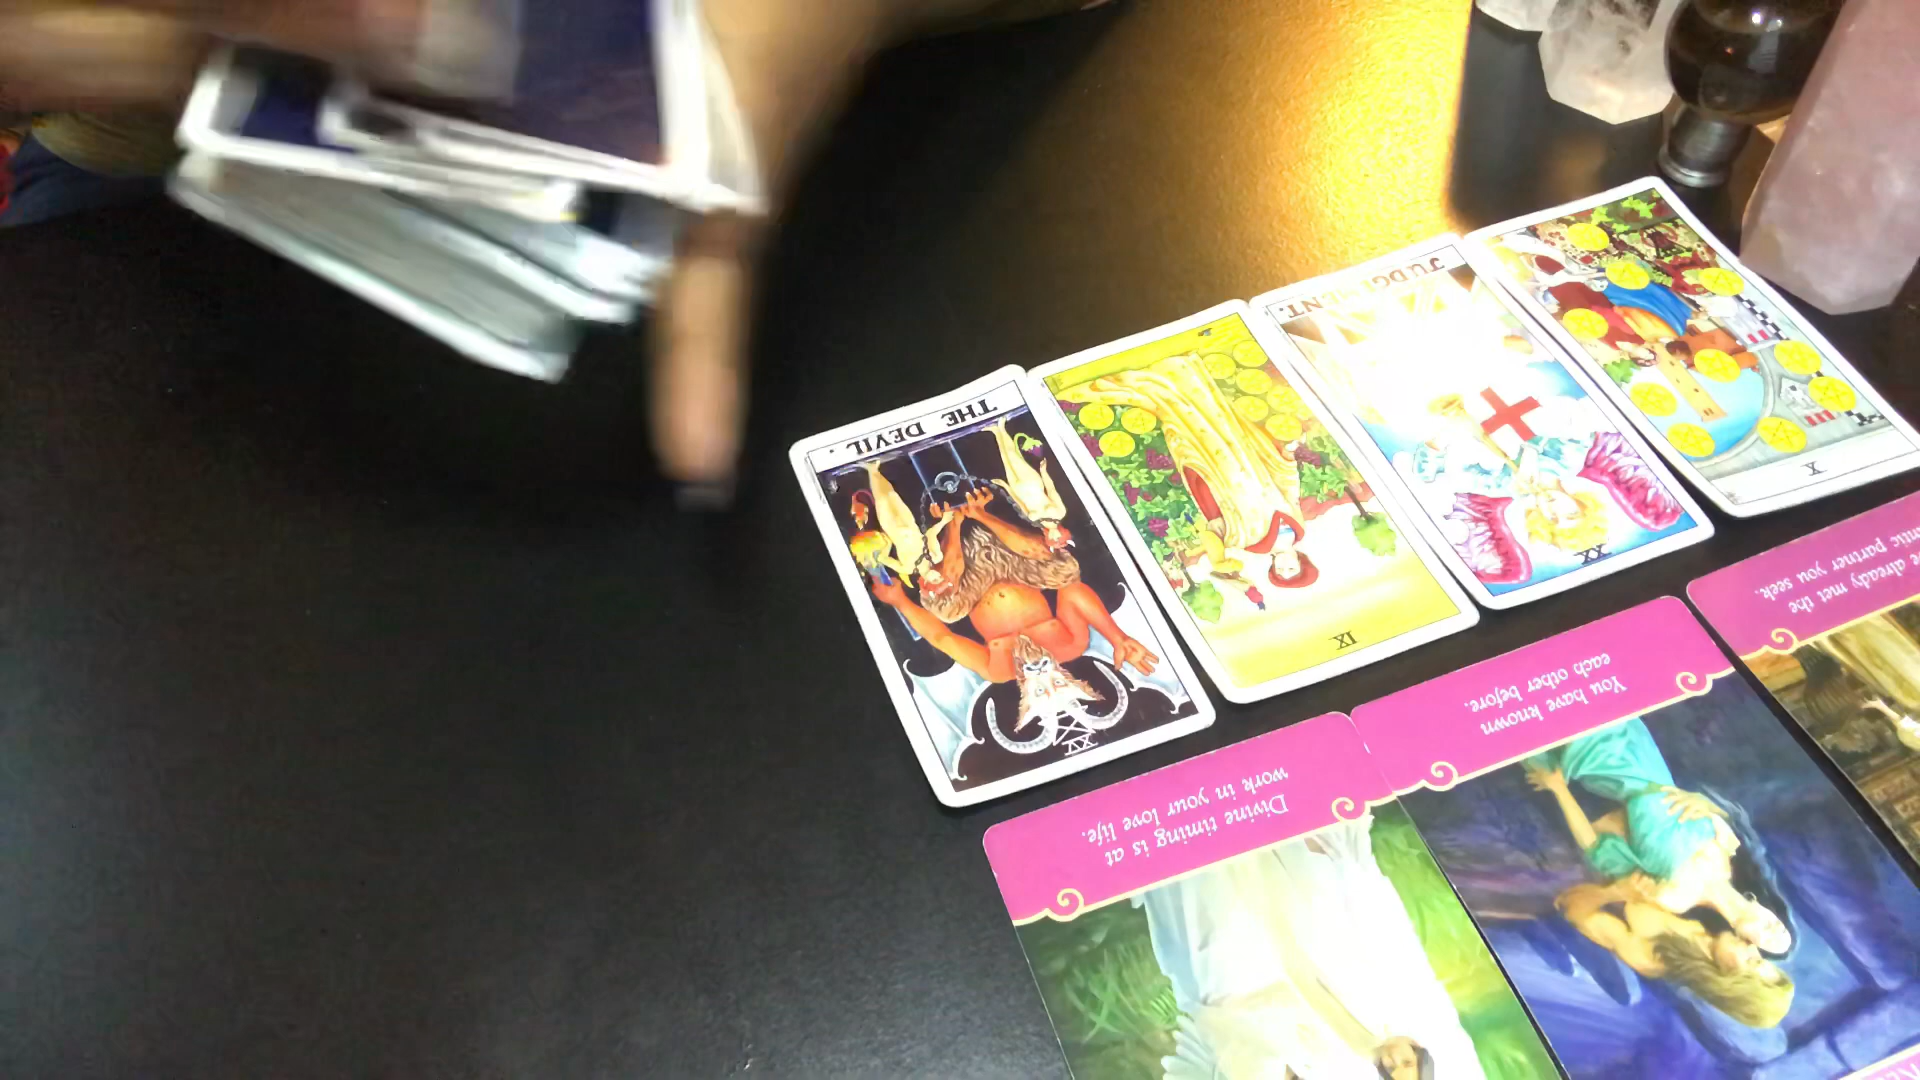 THE DEVIL.
XV
IX
JUDGEMENT.
XX
X
Divine timing is at
work in your love life.
You have known
each other before.
already met the
partner you seek.